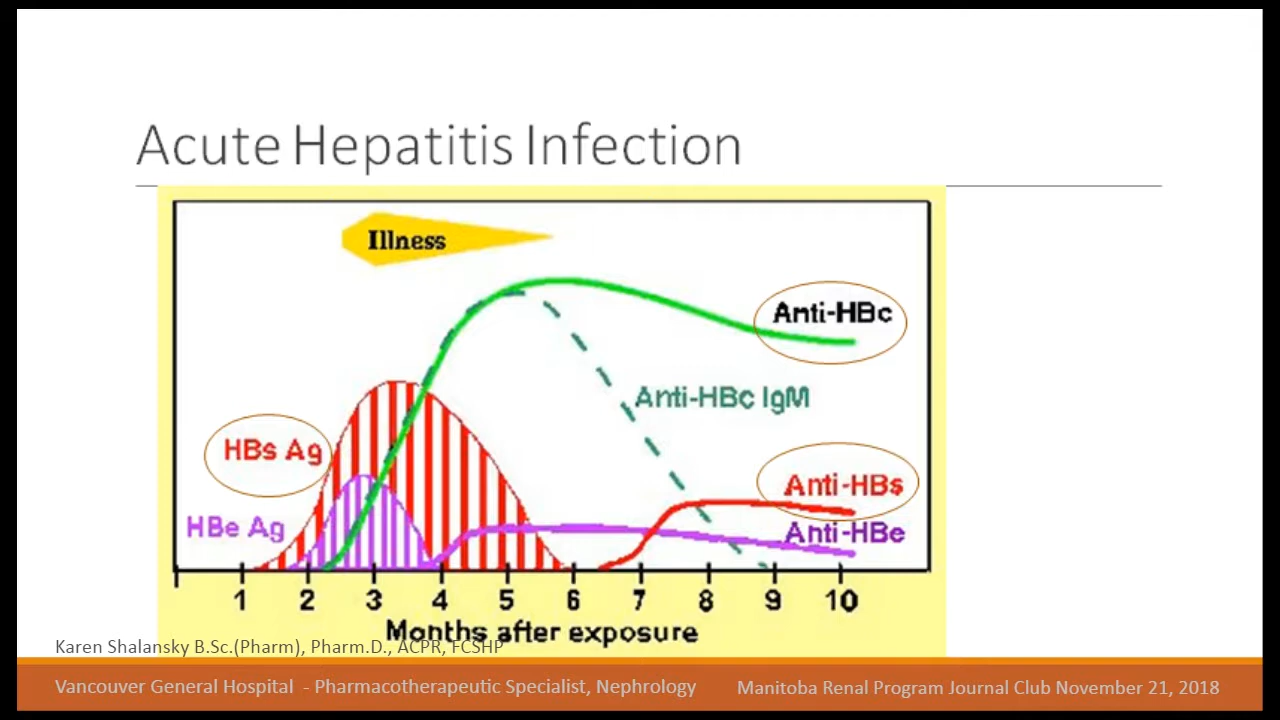 Acute Hepatitis Infection
Illness
Anti-HBc
Anti-HBc IgM
HBs Ag
Anti-HBs
HBe Ag
Anti-HBe
1 2 3 4 5 6 7 8 9 10
Months after exposure
Karen Shalansky B.Sc.(Pharm), Pharm.D., ACPR, FCSHP
Vancouver General Hospital - Pharmacotherapeutic Specialist, Nephrology
Manitoba Renal Program Journal Club November 21, 2018